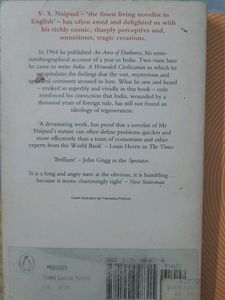 V. S. Naipaul – 'the finest living novelist in
English' – has often awed and delighted us with
his richly comic, sharply perceptive and,
sometimes, tragic creations.
In 1964 he published An Area of Darkness, his semi-
autobiographical account of a year in India. Two visits later
he came to write India: A Wounded Civilization in which he
recapitulates the feelings that the vast, mysterious and
continent aroused in him. What he saw and heard
– evoked so superbly and vividly in this book – only
reinforced his conviction that India, wounded by a
thousand years of foreign rule, has still not found an
ideology of regeneration.
'A devastating work, but proof that a novelist of Mr
Naipaul's stature can often define problems quicker and
more effectively than a team of economists and other
experts from the World Bank' – Louis Heren in The Times
'Brilliant' – John Grigg in the Spectator
'It is a long and angry stare at the obvious, it is humbling ...
because it seems chasteningly right' – New Statesman
Cover illustration by Francesca Pelizzoli